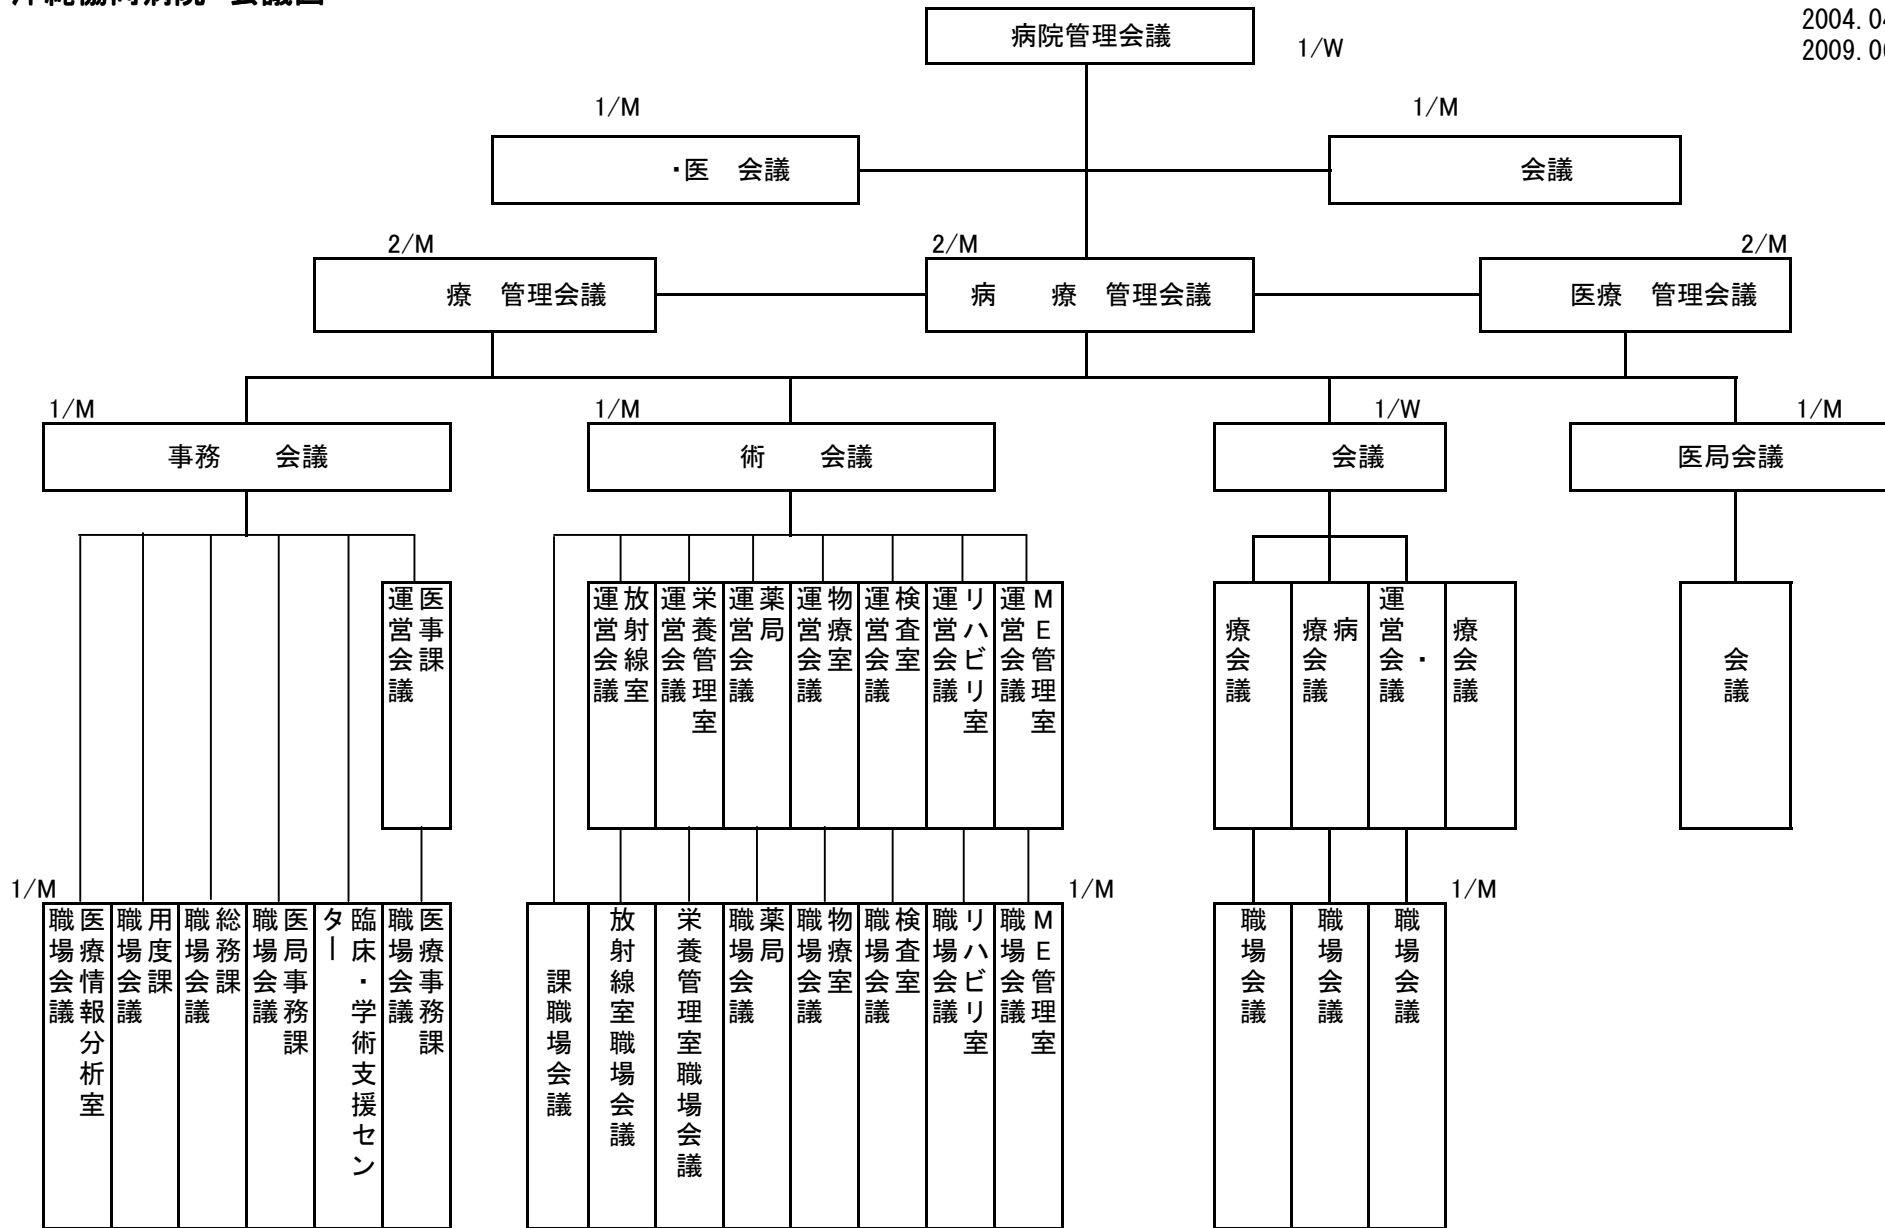 沖縄協同病院 会議図
2004.04
2009.06
病院管理会議
1/W
1/M
1/M
・医　会議
会議
2/M
2/M
2/M
療　管理会議
病　　療　管理会議
医療　管理会議
1/M
1/M
1/W
1/M
事務　　会議
術　　会議
会議
医局会議
医事課
運営会議
放射線室
運営会議
栄養管理室
運営会議
薬局
運営会議
物療室
運営会議
検査室
運営会議
リハビリ室
運営会議
ME管理室
運営会議
療会議
病
療会議
・
運営会議
療会議
会議
1/M
1/M
1/M
医療情報分析室
職場会議
用度課
職場会議
総務課
職場会議
医局事務課
職場会議
臨床・学術支援セン
ター
医療事務課
職場会議
課職場会議
放射線室職場会議
栄養管理室職場会議
薬局
職場会議
物療室
職場会議
検査室
職場会議
リハビリ室
職場会議
ME管理室
職場会議
職場会議
職場会議
職場会議